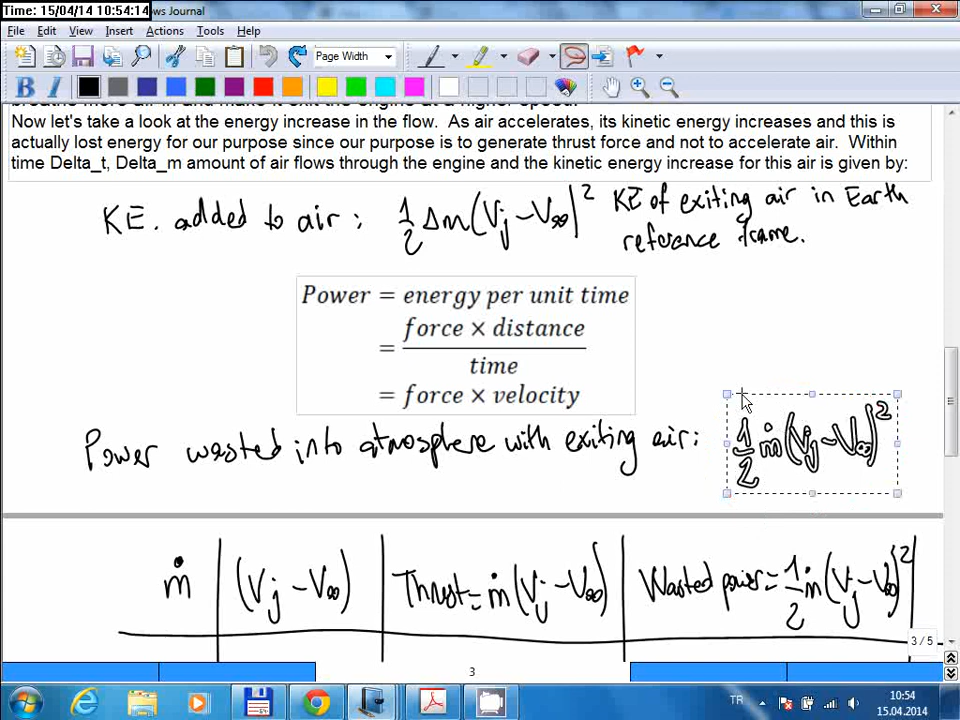 Time: 15/04/14 10:54:14
ws Journal
File Edit View Insert Actions Tools Help
Page Width
B I
Now let's take a look at the energy increase in the flow. As air accelerates, its kinetic energy increases and this is
actually lost energy for our purpose since our purpose is to generate thrust force and not to accelerate air. Within
time Delta_t, Delta_m amount of air flows through the engine and the kinetic energy increase for this air is given by:
KE. added to air: 1/2 Δm(Vj - V∞)² KE of exiting air in Earth
reference frame.
Power = energy per unit time
= force × distance / time
= force × velocity
Power wasted into atmosphere with exiting air: 1/2 ṁ(Vj - V∞)²
ṁ (Vj - V∞) Thrust = ṁ(Vj - V∞) Wasted power = 1/2 ṁ(Vj - V∞)²
3/5
3
TR
10:54
15.04.2014